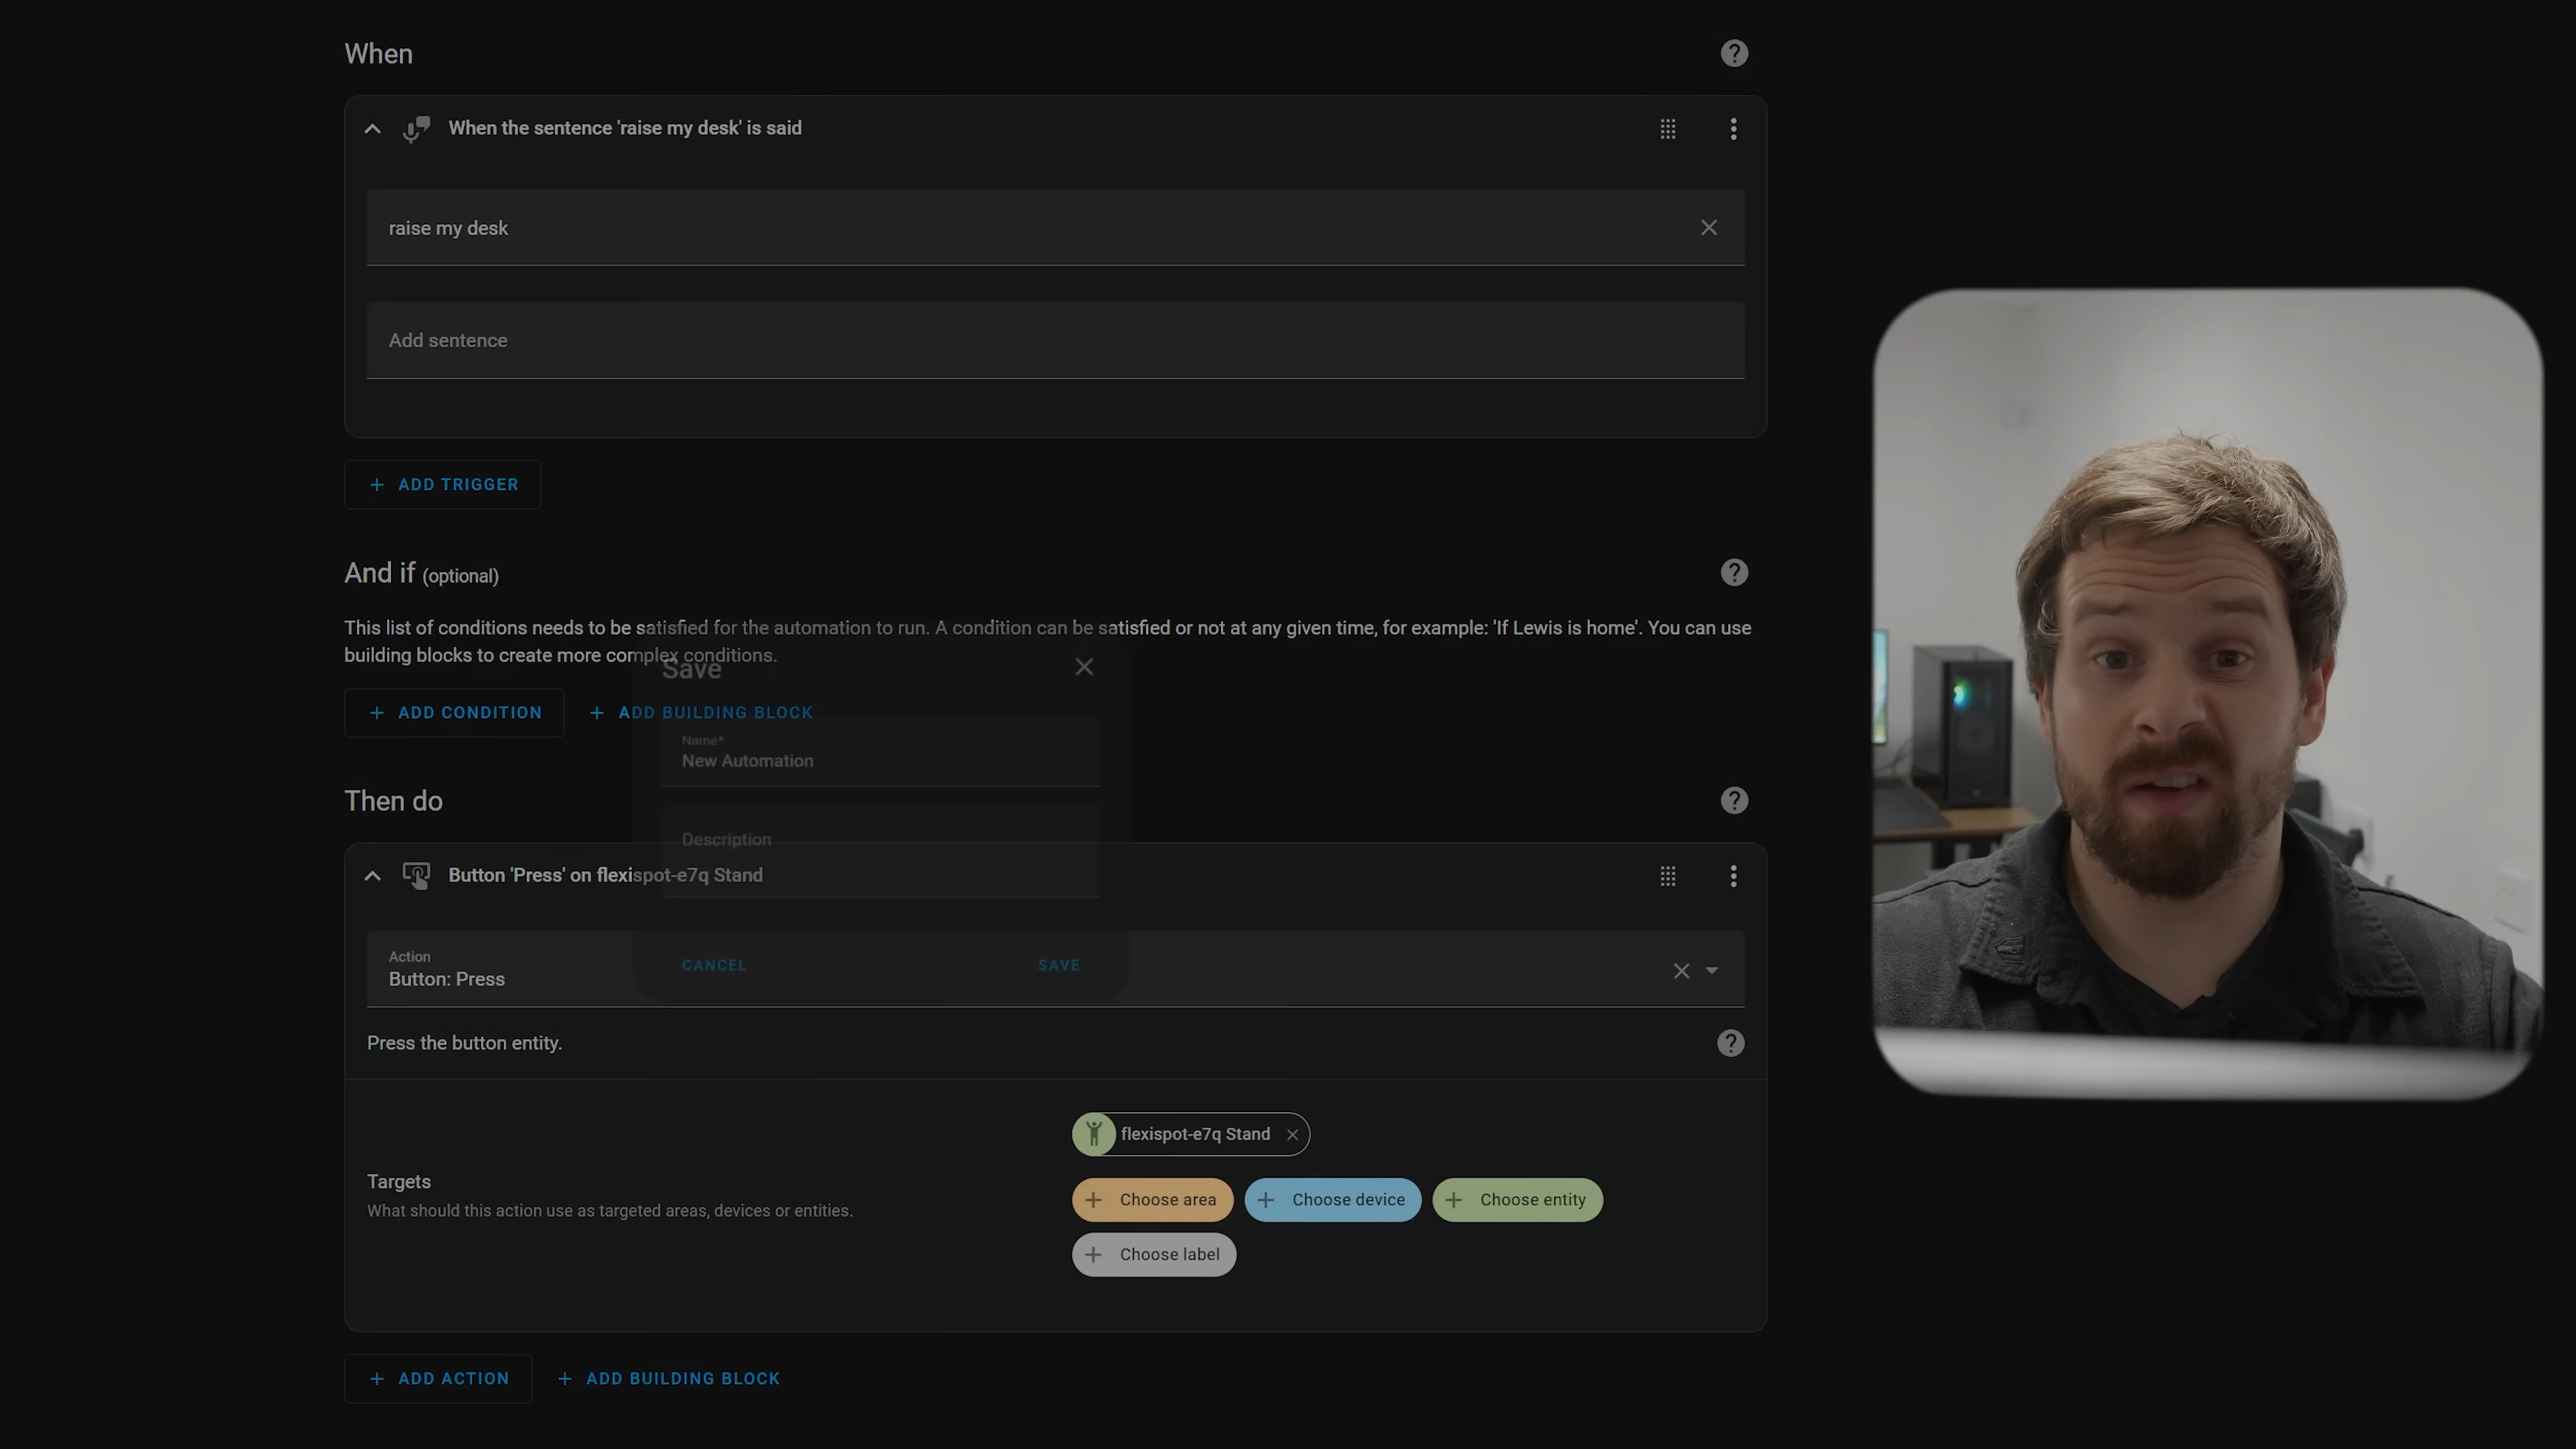 When
When the sentence 'raise my desk' is said
raise my desk
Add sentence
ADD TRIGGER
And if (optional)
This list of conditions needs to be satisfied for the automation to run. A condition can be satisfied or not at any given time, for example: 'If Lewis is home'. You can use
building blocks to create more complex conditions.
Save
ADD CONDITION
ADD BUILDING BLOCK
Name*
New Automation
Then do
Description
Button 'Press' on flexispot-e7q Stand
Action
Button: Press
CANCEL
SAVE
Press the button entity.
flexispot-e7q Stand
Targets
What should this action use as targeted areas, devices or entities.
Choose area
Choose device
Choose entity
Choose label
ADD ACTION
ADD BUILDING BLOCK